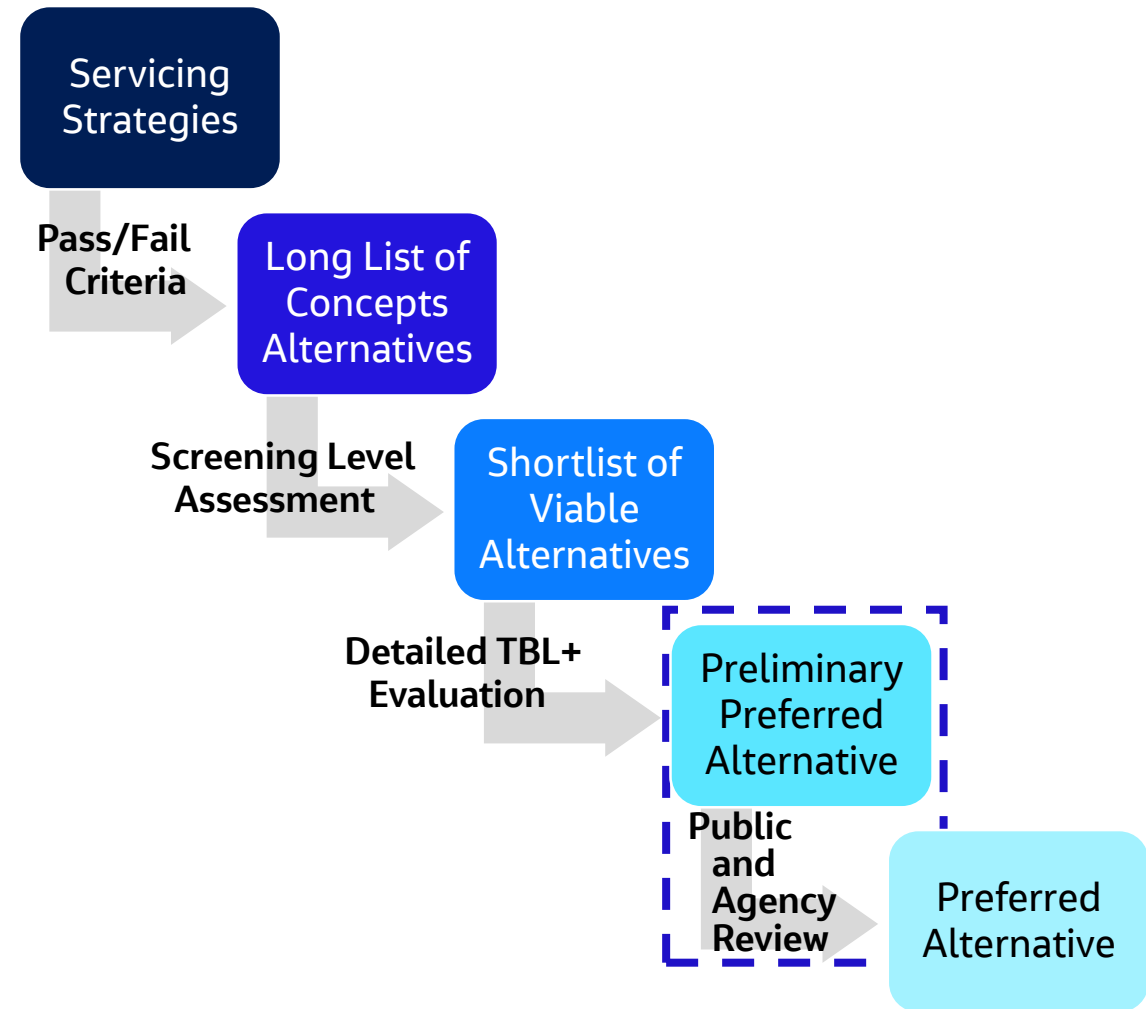 Servicing
Strategies
Pass/Fail
Criteria
Long List of
Concepts
Alternatives
Screening Level
Assessment
Shortlist of
Viable
Alternatives
Detailed TBL+
Evaluation
Preliminary
Preferred
Alternative
Public
and
Agency
Review
Preferred
Alternative